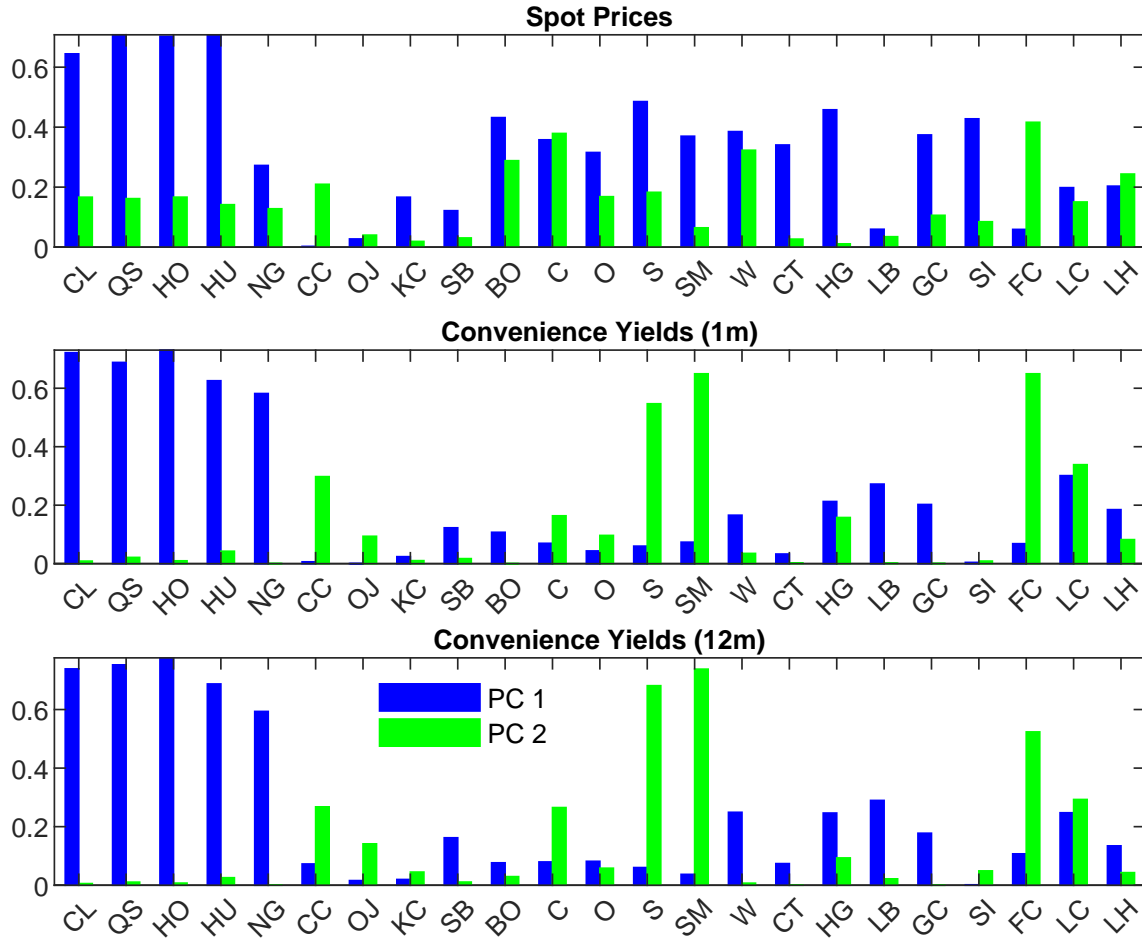 Spot Prices
0.6
0.4
0.2
0
CL QS HO HU NG CC OJ KC SB BO C O S SM W CT HG LB GC SI FC LC LH
Convenience Yields (1m)
0.6
0.4
0.2
0
CL QS HO HU NG CC OJ KC SB BO C O S SM W CT HG LB GC SI FC LC LH
Convenience Yields (12m)
0.6
PC 1
PC 2
0.4
0.2
0
CL QS HO HU NG CC OJ KC SB BO C O S SM W CT HG LB GC SI FC LC LH